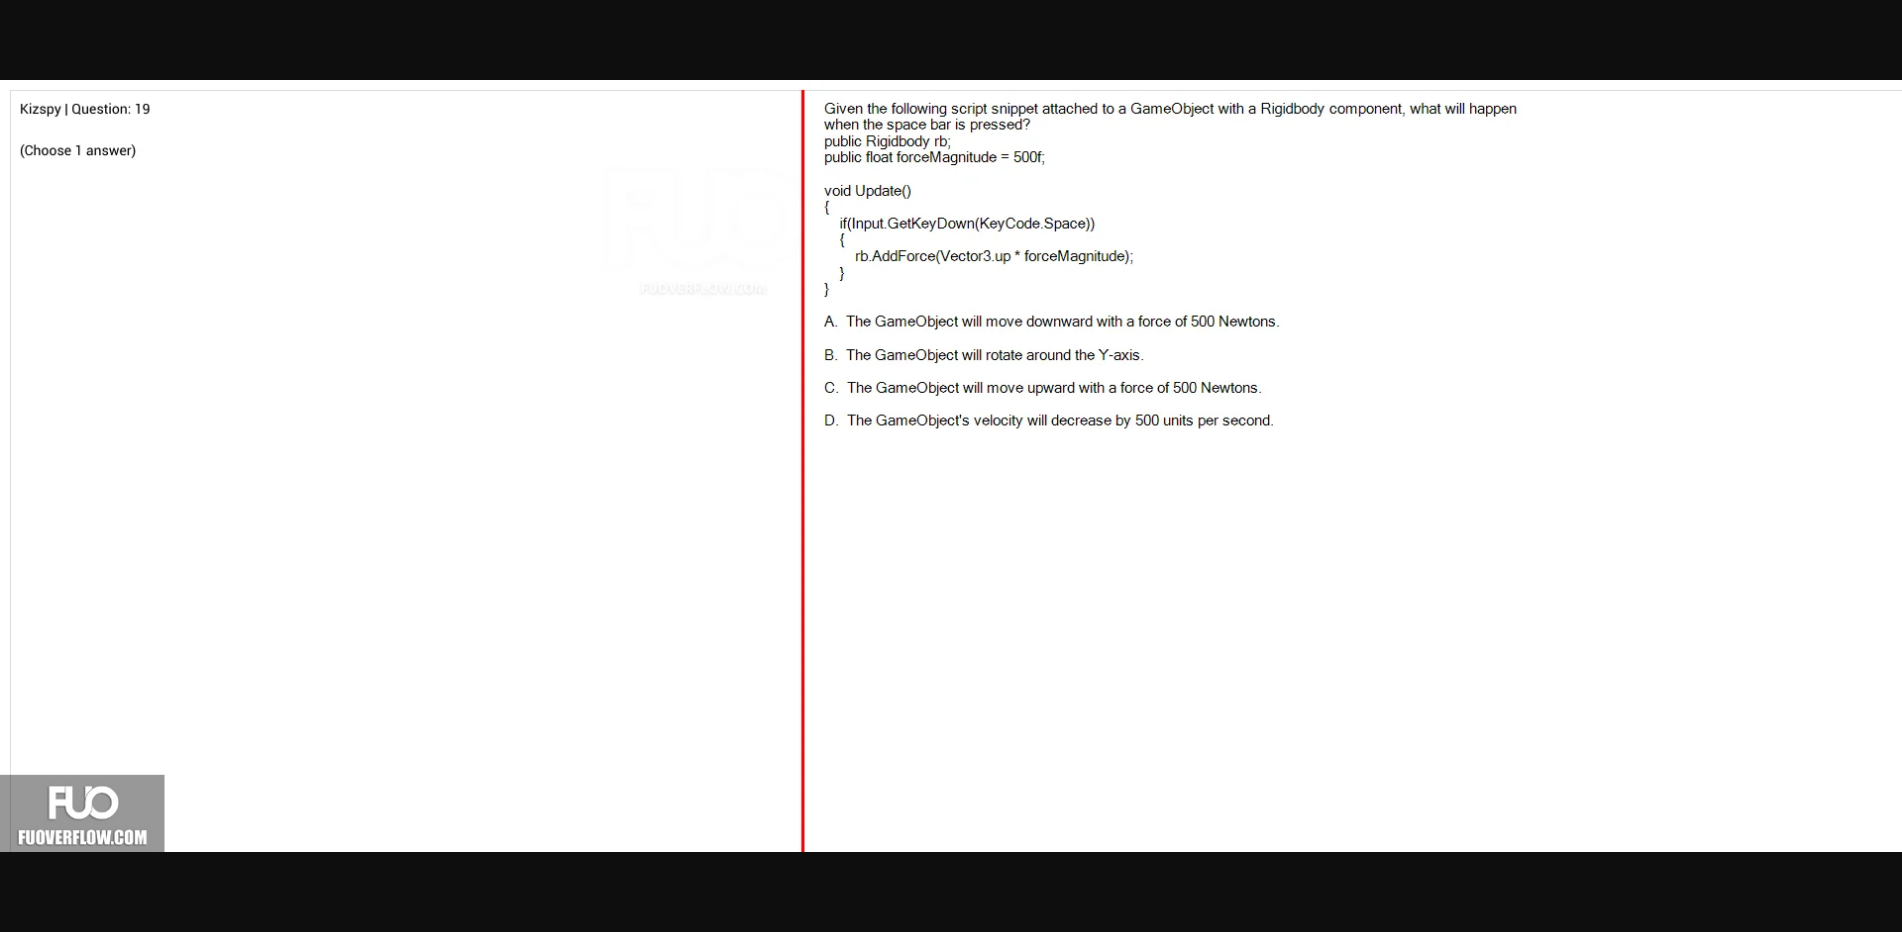 Kizspy | Question: 19
(Choose 1 answer)
Given the following script snippet attached to a GameObject with a Rigidbody component, what will happen
when the space bar is pressed?
public Rigidbody rb;
public float forceMagnitude = 500f;
void Update()
{
if(Input.GetKeyDown(KeyCode.Space))
{
rb.AddForce(Vector3.up * forceMagnitude);
}
}
A. The GameObject will move downward with a force of 500 Newtons.
B. The GameObject will rotate around the Y-axis.
C. The GameObject will move upward with a force of 500 Newtons.
D. The GameObject's velocity will decrease by 500 units per second.
FUO
FUOVERFLOW.COM
FUO
FUOVERFLOW.COM